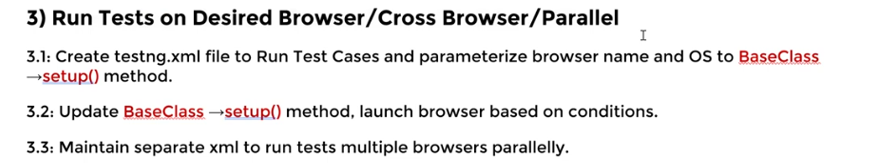 3) Run Tests on Desired Browser/Cross Browser/Parallel
3.1: Create testng.xml file to Run Test Cases and parameterize browser name and OS to BaseClass
→setup() method.
3.2: Update BaseClass →setup() method, launch browser based on conditions.
3.3: Maintain separate xml to run tests multiple browsers parallelly.